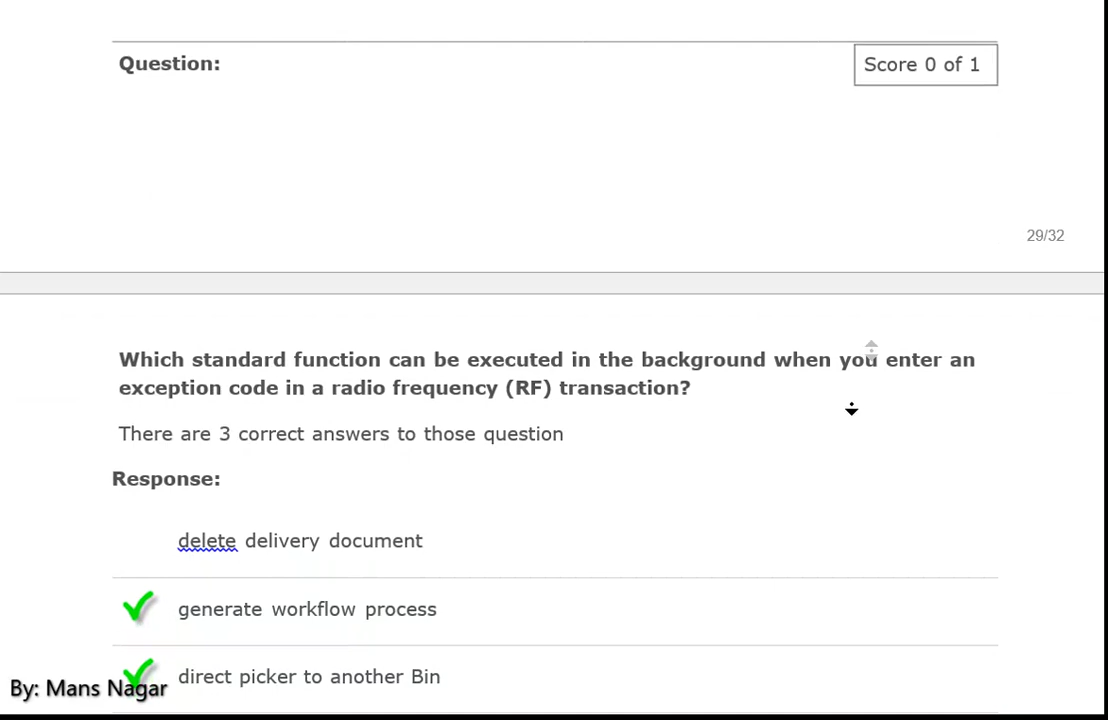 Question:
Score 0 of 1
29/32
Which standard function can be executed in the background when you enter an
exception code in a radio frequency (RF) transaction?
There are 3 correct answers to those question
Response:
delete delivery document
generate workflow process
direct picker to another Bin
By: Mans Nagar